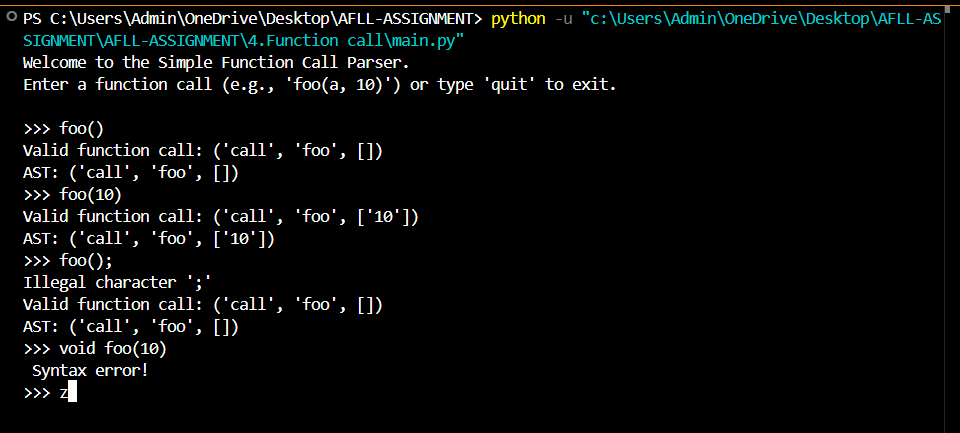 PS C:\Users\Admin\OneDrive\Desktop\AFLL-ASSIGNMENT> python -u "c:\Users\Admin\OneDrive\Desktop\AFLL-AS
SIGNMENT\AFLL-ASSIGNMENT\4.Function call\main.py"
Welcome to the Simple Function Call Parser.
Enter a function call (e.g., 'foo(a, 10)') or type 'quit' to exit.
>>> foo()
Valid function call: ('call', 'foo', [])
AST: ('call', 'foo', [])
>>> foo(10)
Valid function call: ('call', 'foo', ['10'])
AST: ('call', 'foo', ['10'])
>>> foo();
Illegal character ';'
Valid function call: ('call', 'foo', [])
AST: ('call', 'foo', [])
>>> void foo(10)
Syntax error!
>>> z